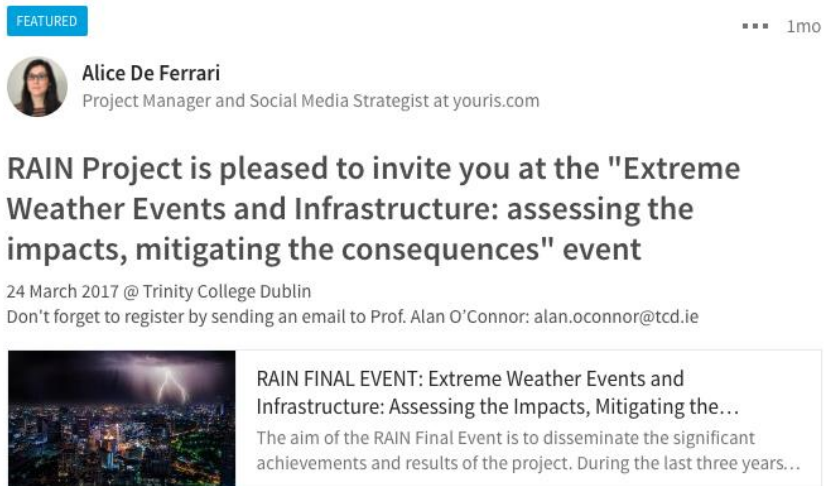 FEATURED
1mo
Alice De Ferrari
Project Manager and Social Media Strategist at youris.com
RAIN Project is pleased to invite you at the "Extreme
Weather Events and Infrastructure: assessing the
impacts, mitigating the consequences" event
24 March 2017 @ Trinity College Dublin
Don't forget to register by sending an email to Prof. Alan O’Connor: alan.oconnor@tcd.ie
RAIN FINAL EVENT: Extreme Weather Events and
Infrastructure: Assessing the Impacts, Mitigating the…
The aim of the RAIN Final Event is to disseminate the significant
achievements and results of the project. During the last three years…